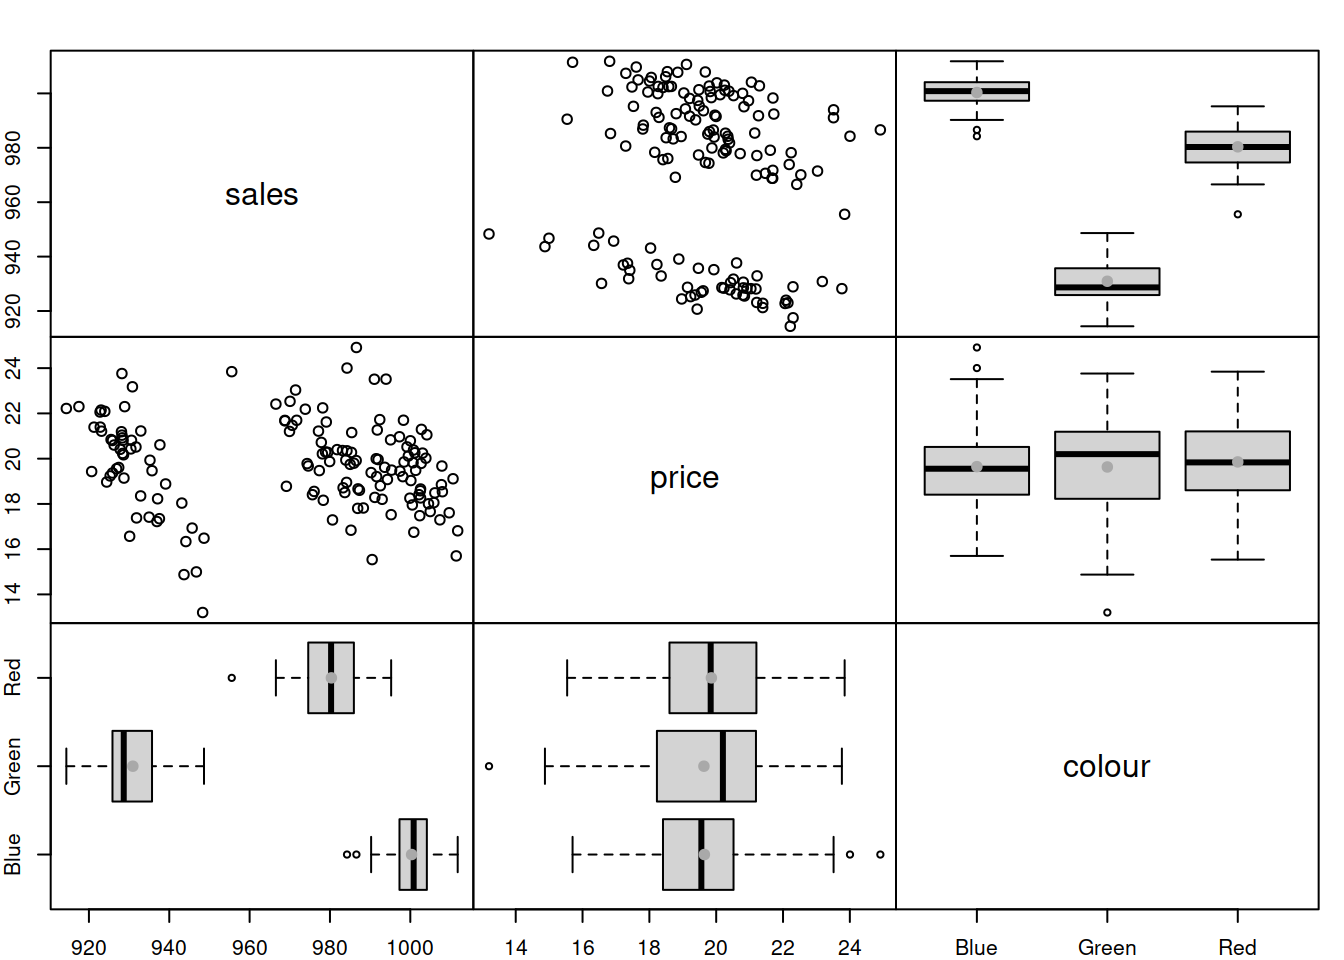 sales
980
960
940
920
24
22
20
18
16
14
price
Red
Green
Blue
colour
920 940 960 980 1000
14 16 18 20 22 24
Blue Green Red